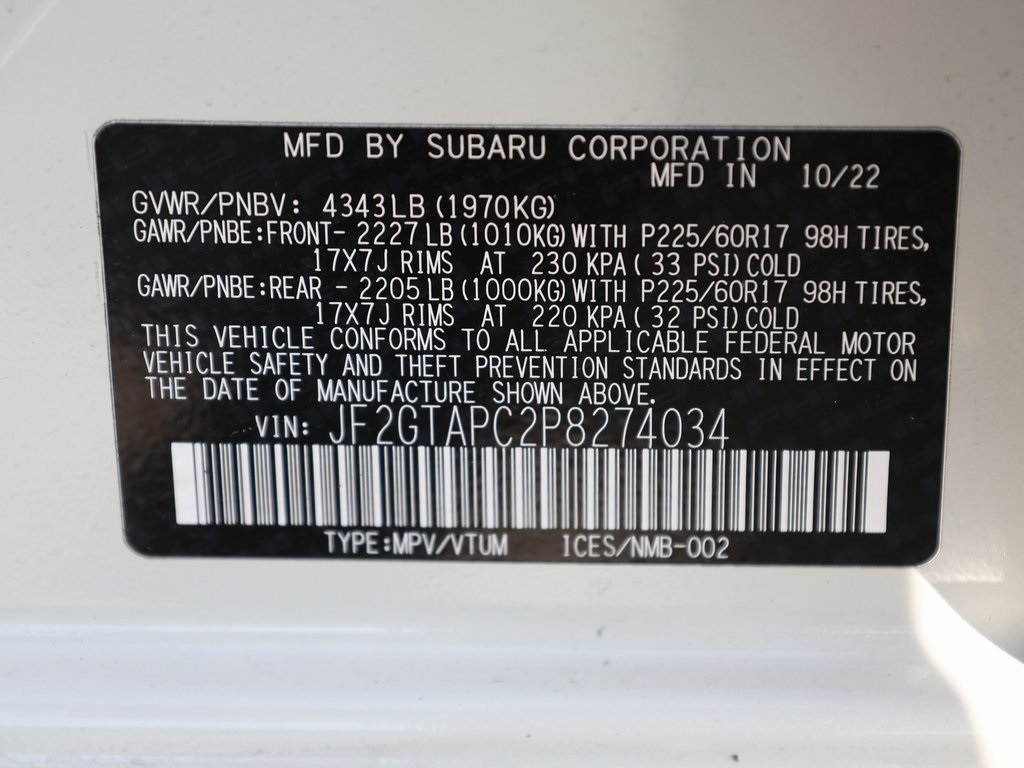 MFD BY SUBARU CORPORATION
MFD IN 10/22
GVWR/PNBV: 4343LB (1970KG)
GAWR/PNBE:FRONT- 2227LB (1010KG) WITH P225/60R17 98H TIRES,
17X7J RIMS AT 230 KPA ( 33 PSI) COLD
GAWR/PNBE:REAR - 2205LB (1000KG) WITH P225/60R17 98H TIRES,
17X7J RIMS AT 220 KPA ( 32 PSI) COLD
THIS VEHICLE CONFORMS TO ALL APPLICABLE FEDERAL MOTOR
VEHICLE SAFETY AND THEFT PREVENTION STANDARDS IN EFFECT ON
THE DATE OF MANUFACTURE SHOWN ABOVE.
VIN: JF2GTAPC2P8274034
TYPE:MPV/VTUM ICES/NMB-002